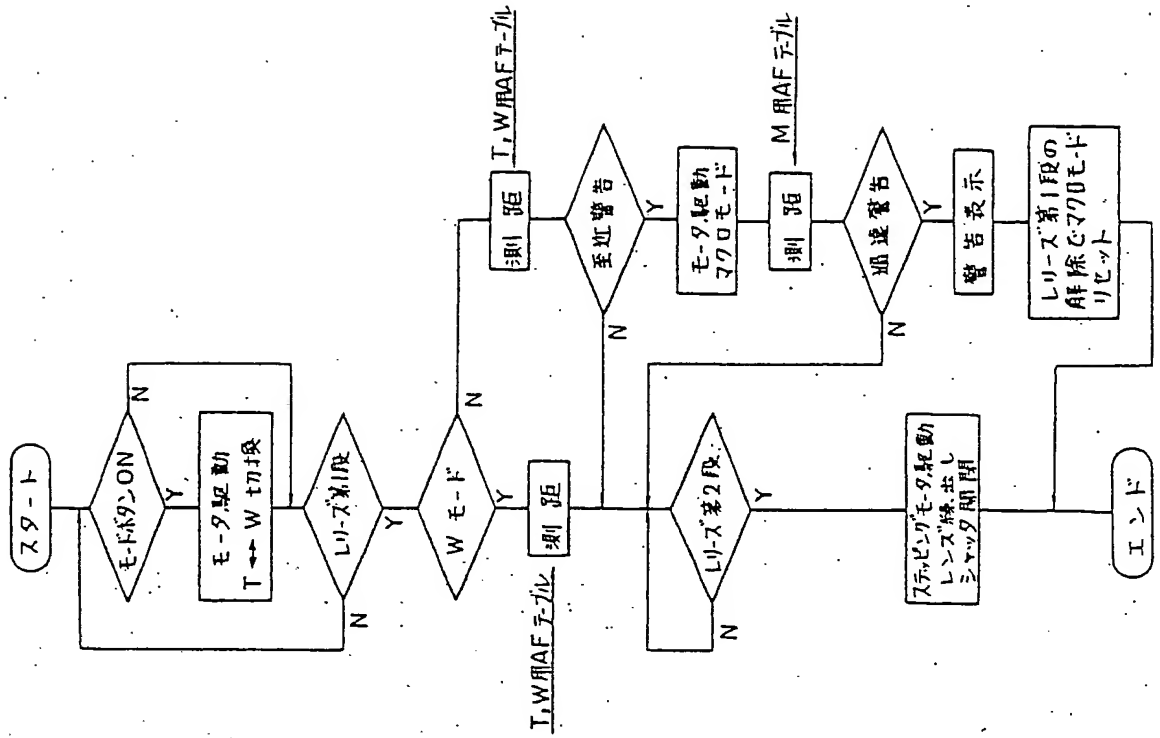 スタート
モードボタンON
N
Y
モータ駆動
T ↔ W 切換
レリーズ第1段
N
Y
Wモード
N
Y
測距
T,W用AFテーブル
レリーズ第2段
N
Y
ステッピングモータ駆動
レンズ繰出し
シャッタ開閉
エンド
測距
T,W用AFテーブル
至近警告
N
Y
モータ駆動
マクロモード
測距
M用AFテーブル
過遠警告
N
Y
警告表示
レリーズ第1段の
解除でマクロモード
リセット